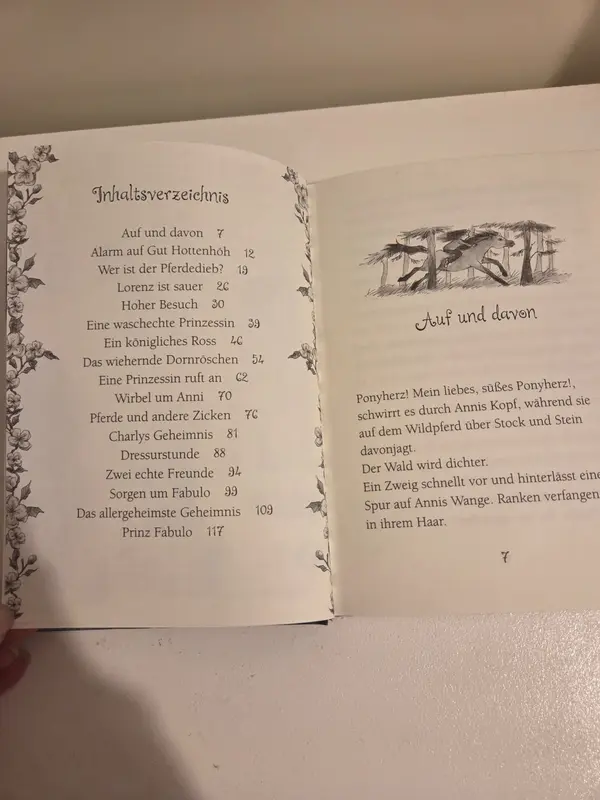 Inhaltsverzeichnis
Auf und davon 7
Alarm auf Gut Hottenhöh 12
Wer ist der Pferdedieb? 19
Lorenz ist sauer 26
Hoher Besuch 30
Eine waschechte Prinzessin 39
Ein königliches Ross 46
Das wiehernde Dornröschen 54
Eine Prinzessin ruft an 62
Wirbel um Anni 70
Pferde und andere Zicken 76
Charlys Geheimnis 81
Dressurstunde 88
Zwei echte Freunde 94
Sorgen um Fabulo 99
Das allergeheimste Geheimnis 109
Prinz Fabulo 117
Auf und davon
Ponyherz! Mein liebes, süßes Ponyherz!,
schwirrt es durch Annis Kopf, während sie
auf dem Wildpferd über Stock und Stein
davonjagt.
Der Wald wird dichter.
Ein Zweig schnellt vor und hinterlässt eine
Spur auf Annis Wange. Ranken verfangen
in ihrem Haar.
7